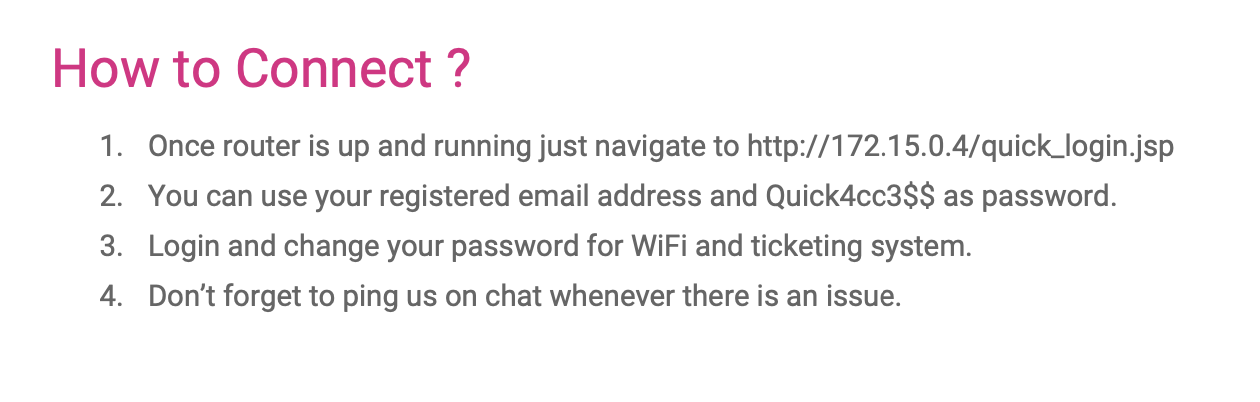 How to Connect ?
1. Once router is up and running just navigate to http://172.15.0.4/quick_login.jsp
2. You can use your registered email address and Quick4cc3$$ as password.
3. Login and change your password for WiFi and ticketing system.
4. Don’t forget to ping us on chat whenever there is an issue.